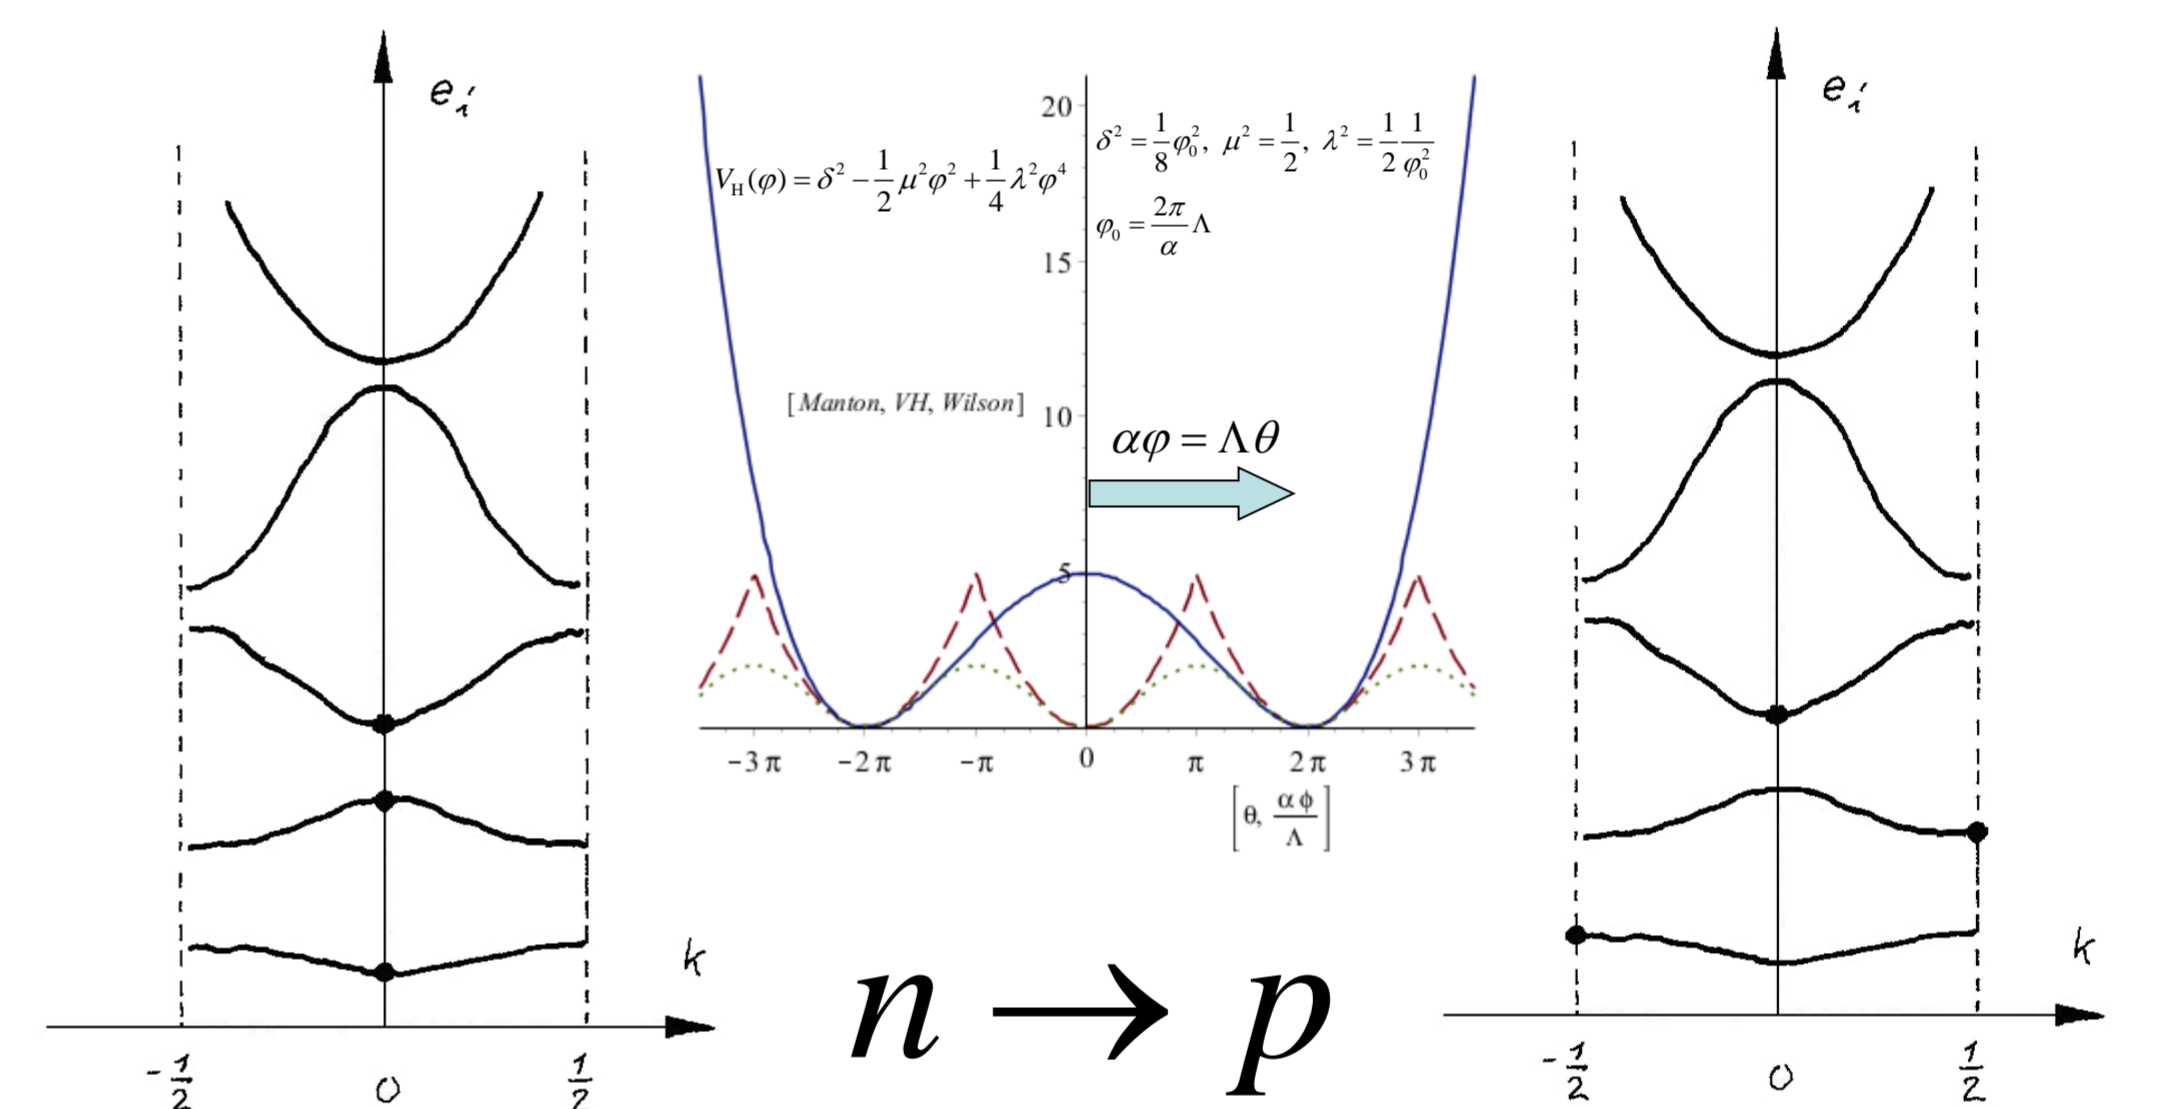 e_i
k
-1/2 0 1/2
V_H(φ) = δ² − 1/2 μ²φ² + 1/4 λ²φ⁴
δ² = 1/8 φ₀², μ² = 1/2, λ² = 1/2 1/φ₀²
φ₀ = 2π/α Λ
[Manton, VH, Wilson]
αφ = Λθ
20
15
10
5
−3π −2π −π 0 π 2π 3π
[θ, αϕ/Λ]
n → p
e_i
k
-1/2 0 1/2